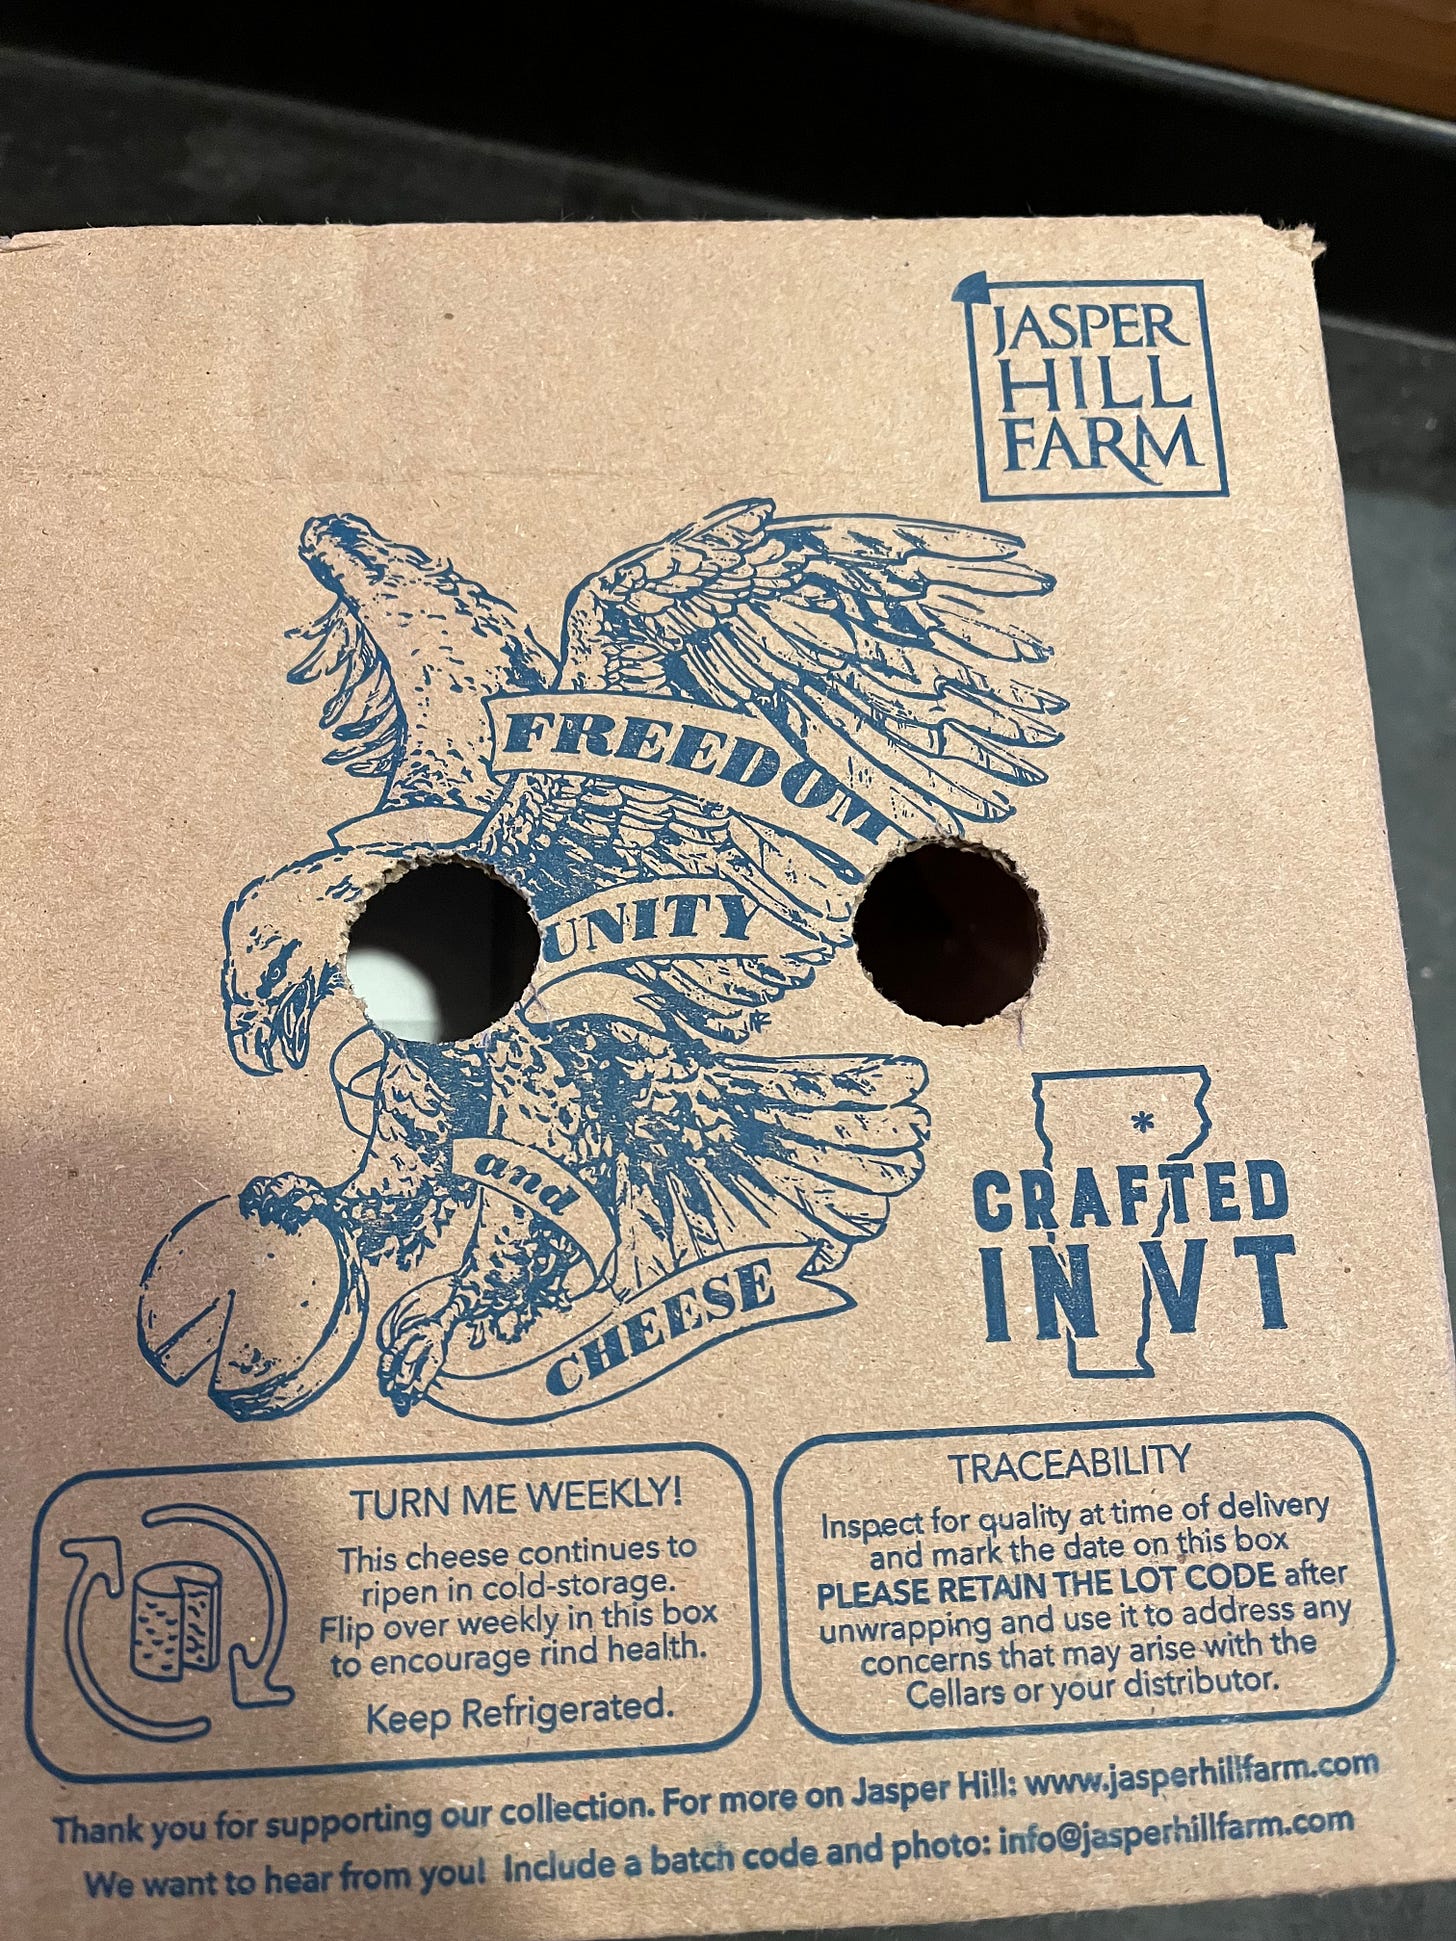 JASPER
HILL
FARM
FREEDOM
UNITY
and
CHEESE
CRAFTED
IN VT
TURN ME WEEKLY!
This cheese continues to
ripen in cold-storage.
Flip over weekly in this box
to encourage rind health.
Keep Refrigerated.
TRACEABILITY
Inspect for quality at time of delivery
and mark the date on this box
PLEASE RETAIN THE LOT CODE after
unwrapping and use it to address any
concerns that may arise with the
Cellars or your distributor.
Thank you for supporting our collection. For more on Jasper Hill: www.jasperhillfarm.com
We want to hear from you! Include a batch code and photo: info@jasperhillfarm.com